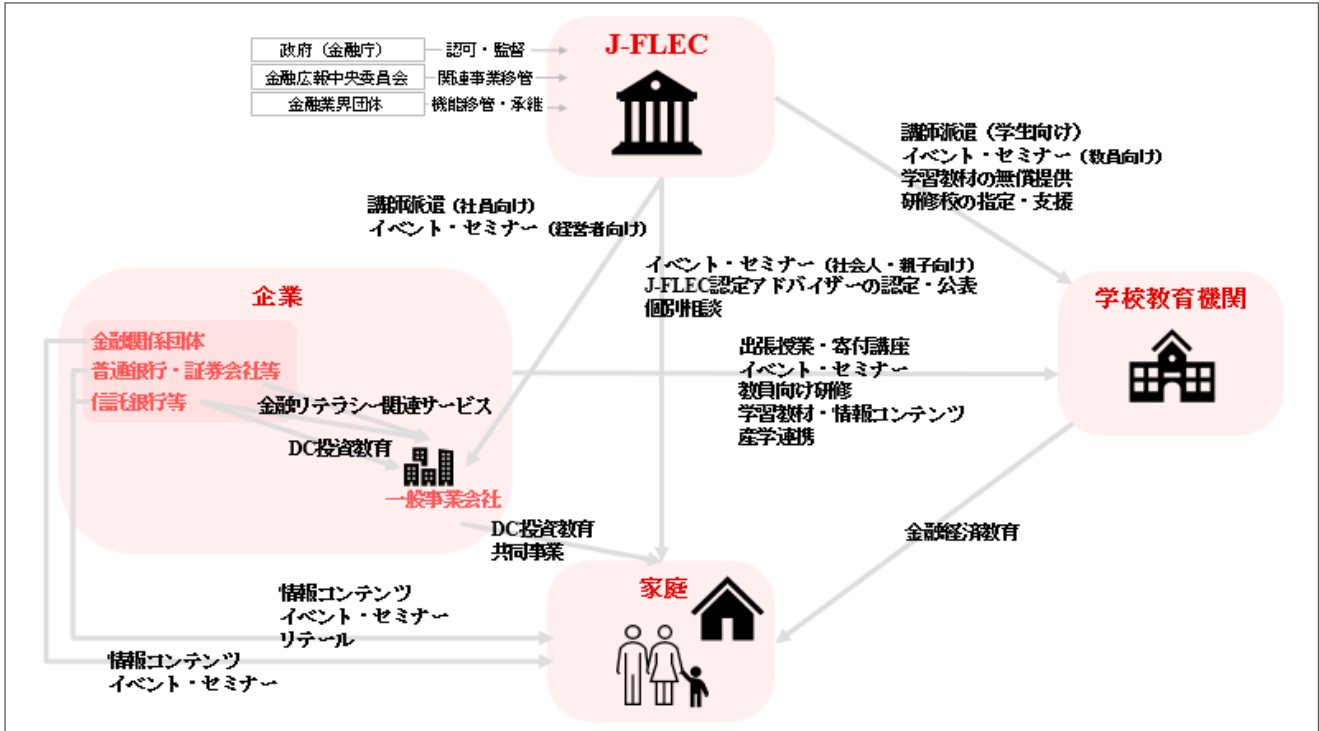 J-FLEC
政府（金融庁）
認可・監督
金融広報中央委員会
関連事業移管
金融業界団体
機能移管・承継
講師派遣（学生向け）
イベント・セミナー（教員向け）
学習教材の無償提供
研修校の指定・支援
講師派遣（社員向け）
イベント・セミナー（経営者向け）
イベント・セミナー（社会人・親子向け）
J-FLEC認定アドバイザーの認定・公表
個別相談
企業
金融関係団体
普通銀行・証券会社等
信託銀行等
金融リテラシー関連サービス
DC投資教育
一般事業会社
学校教育機関
出張授業・寄付講座
イベント・セミナー
教員向け研修
学習教材・情報コンテンツ
産学連携
DC投資教育
共同事業
金融経済教育
家庭
情報コンテンツ
イベント・セミナー
リテール
情報コンテンツ
イベント・セミナー